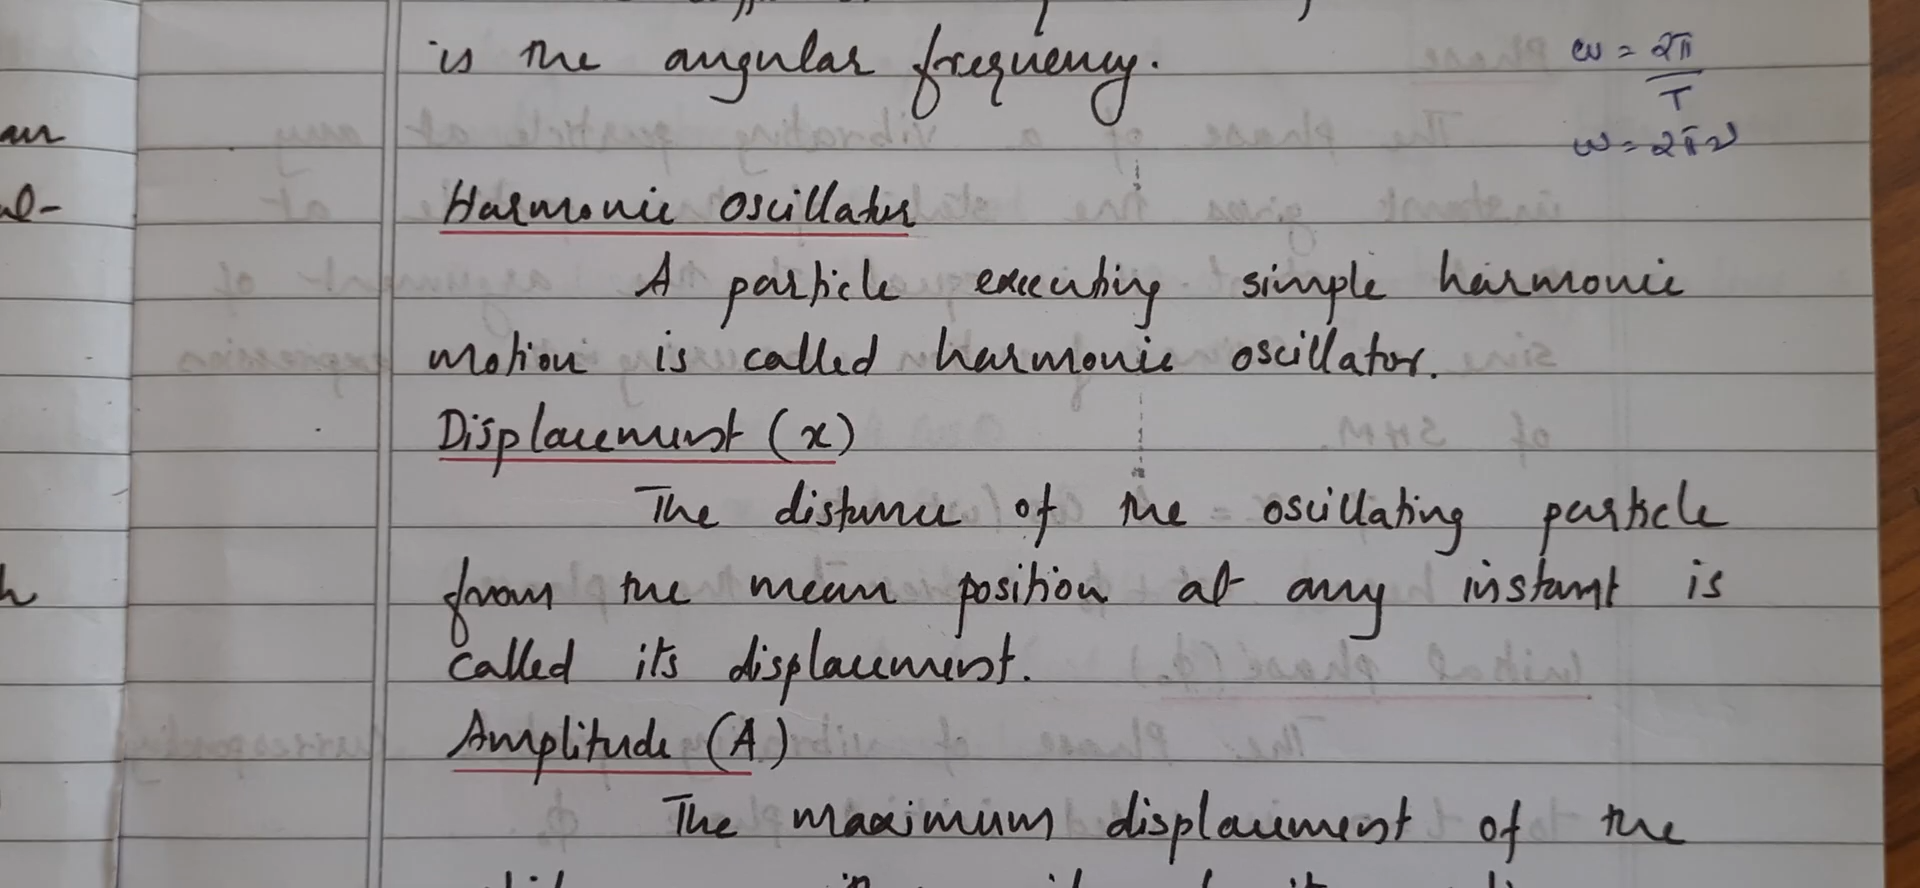 is the angular frequency.
ω = 2π
T
ω = 2πν
Harmonic oscillator
A particle executing simple harmonic
motion is called harmonic oscillator.
Displacement (x)
The distance of the oscillating particle
from the mean position at any instant is
called its displacement.
Amplitude (A)
The maximum displacement of the